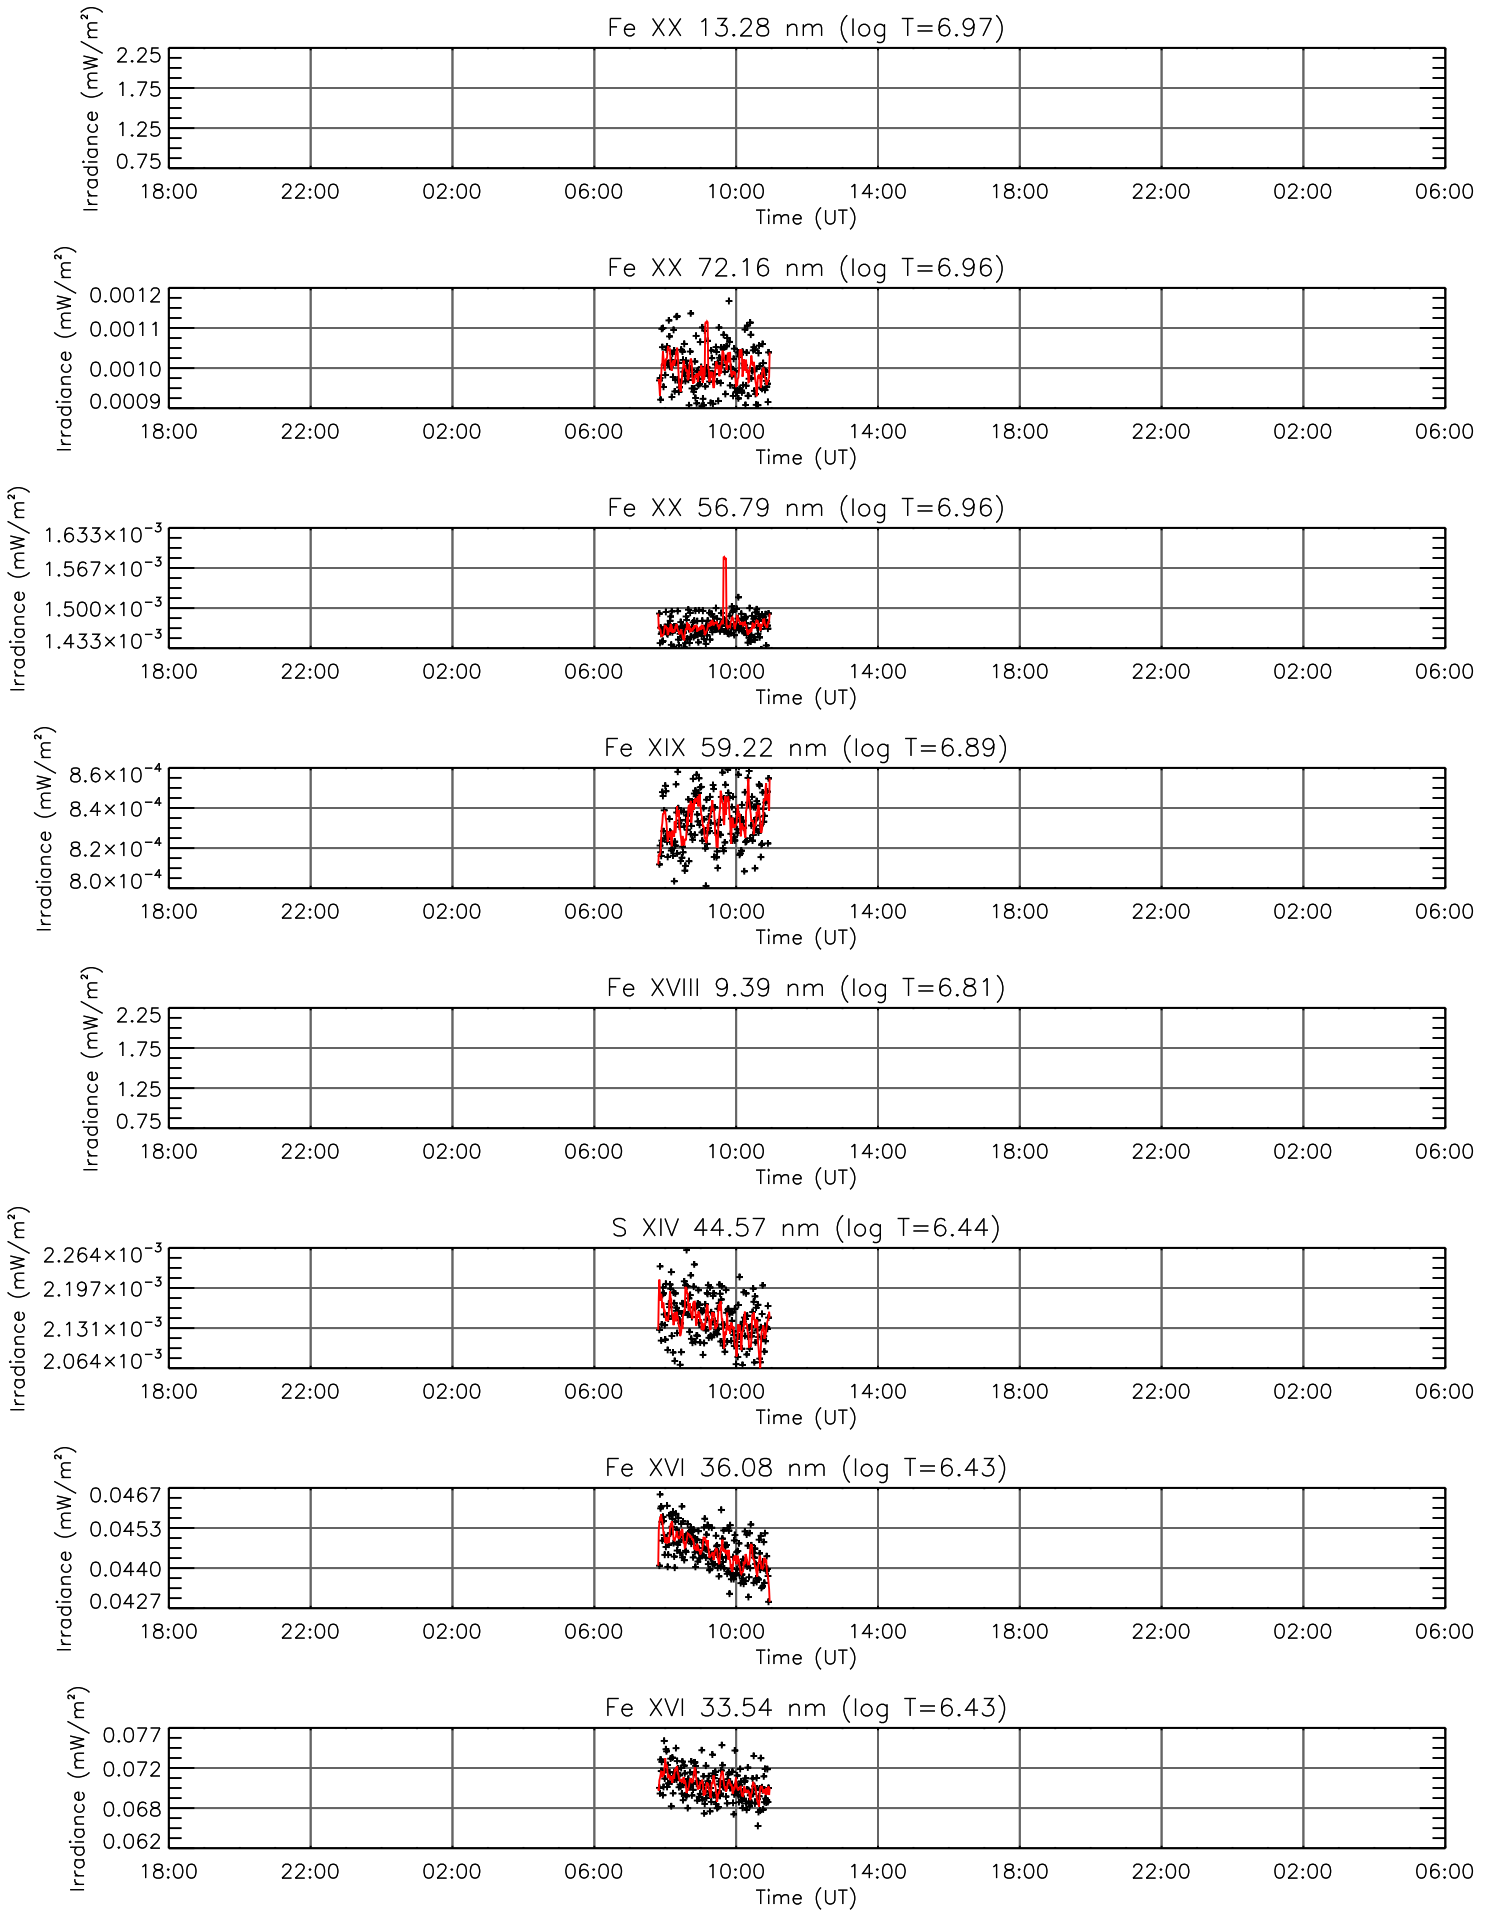 Fe XX 13.28 nm (log T=6.97)
Irradiance (mW/m²)
2.25
1.75
1.25
0.75
18:00 22:00 02:00 06:00 10:00 14:00 18:00 22:00 02:00 06:00
Time (UT)
Fe XX 72.16 nm (log T=6.96)
Irradiance (mW/m²)
0.0012
0.0011
0.0010
0.0009
18:00 22:00 02:00 06:00 10:00 14:00 18:00 22:00 02:00 06:00
Time (UT)
Fe XX 56.79 nm (log T=6.96)
Irradiance (mW/m²)
1.633×10⁻³
1.567×10⁻³
1.500×10⁻³
1.433×10⁻³
18:00 22:00 02:00 06:00 10:00 14:00 18:00 22:00 02:00 06:00
Time (UT)
Fe XIX 59.22 nm (log T=6.89)
Irradiance (mW/m²)
8.6×10⁻⁴
8.4×10⁻⁴
8.2×10⁻⁴
8.0×10⁻⁴
18:00 22:00 02:00 06:00 10:00 14:00 18:00 22:00 02:00 06:00
Time (UT)
Fe XVIII 9.39 nm (log T=6.81)
Irradiance (mW/m²)
2.25
1.75
1.25
0.75
18:00 22:00 02:00 06:00 10:00 14:00 18:00 22:00 02:00 06:00
Time (UT)
S XIV 44.57 nm (log T=6.44)
Irradiance (mW/m²)
2.264×10⁻³
2.197×10⁻³
2.131×10⁻³
2.064×10⁻³
18:00 22:00 02:00 06:00 10:00 14:00 18:00 22:00 02:00 06:00
Time (UT)
Fe XVI 36.08 nm (log T=6.43)
Irradiance (mW/m²)
0.0467
0.0453
0.0440
0.0427
18:00 22:00 02:00 06:00 10:00 14:00 18:00 22:00 02:00 06:00
Time (UT)
Fe XVI 33.54 nm (log T=6.43)
Irradiance (mW/m²)
0.077
0.072
0.068
0.062
18:00 22:00 02:00 06:00 10:00 14:00 18:00 22:00 02:00 06:00
Time (UT)